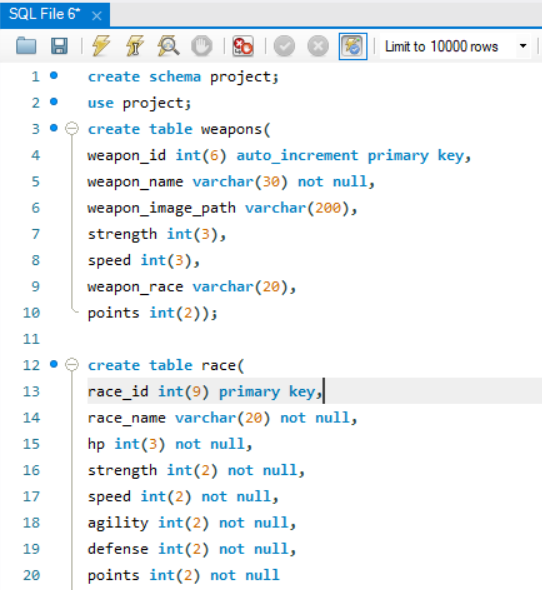 SQL File 6*
Limit to 10000 rows
1 create schema project;
2 use project;
3 create table weapons(
4 weapon_id int(6) auto_increment primary key,
5 weapon_name varchar(30) not null,
6 weapon_image_path varchar(200),
7 strength int(3),
8 speed int(3),
9 weapon_race varchar(20),
10 points int(2));
11
12 create table race(
13 race_id int(9) primary key,
14 race_name varchar(20) not null,
15 hp int(3) not null,
16 strength int(2) not null,
17 speed int(2) not null,
18 agility int(2) not null,
19 defense int(2) not null,
20 points int(2) not null